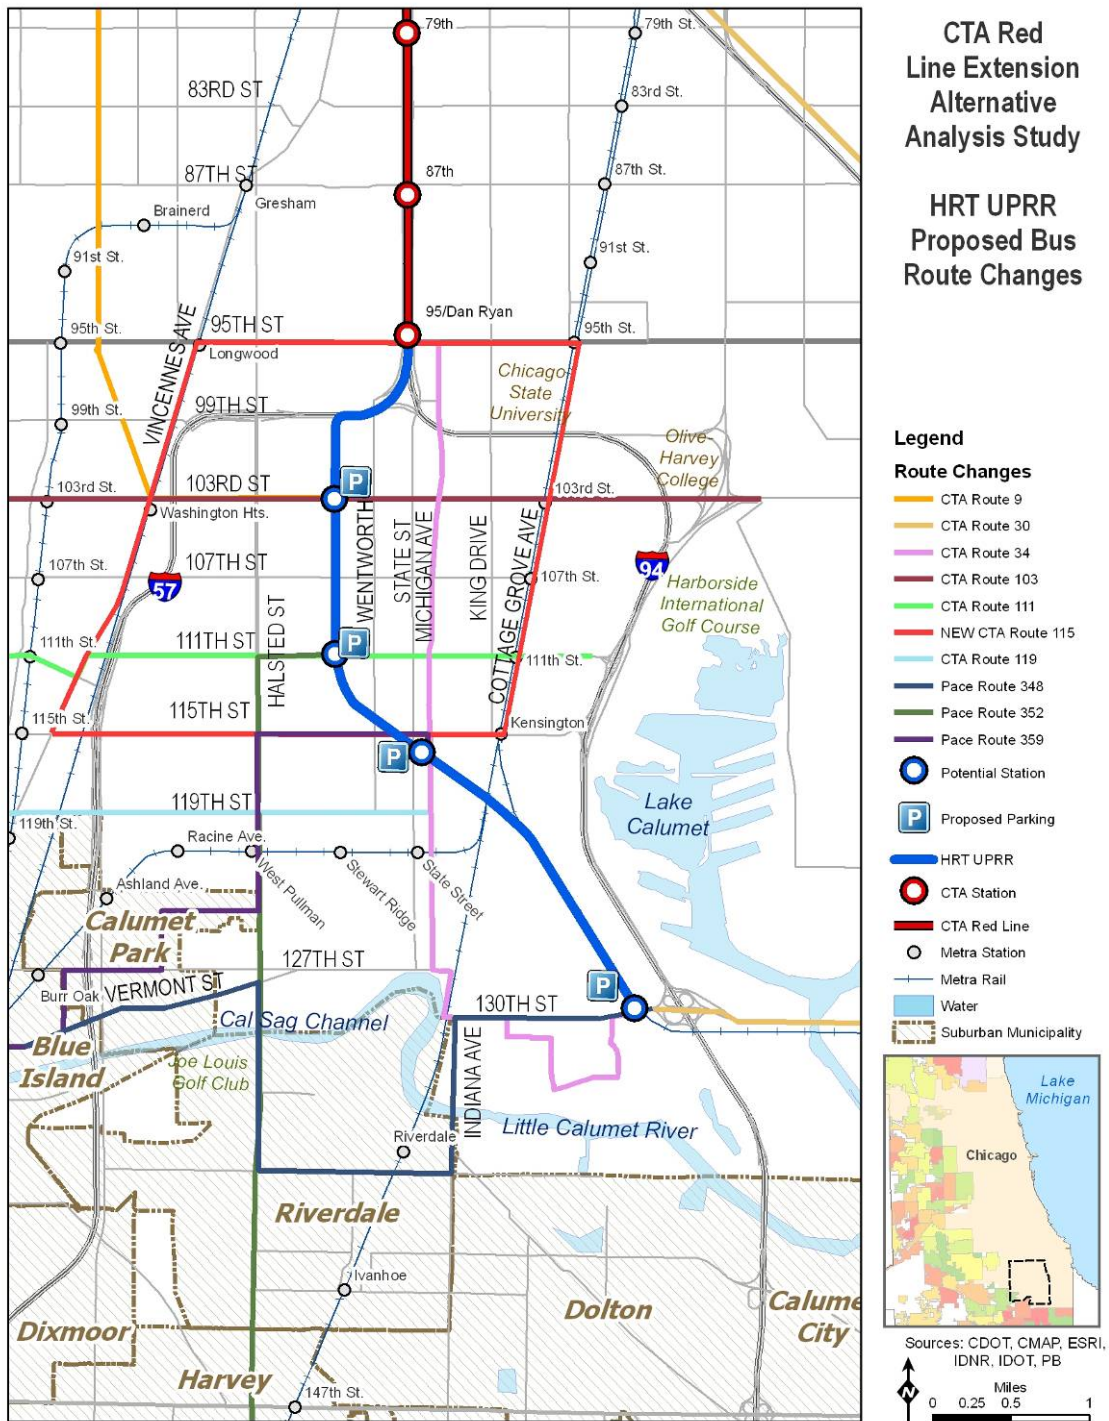 CTA Red
Line Extension
Alternative
Analysis Study
HRT UPRR
Proposed Bus
Route Changes
79th
79th St.
83RD ST
83rd St.
87TH ST
87th
87th St.
Gresham
Brainerd
91st St.
91st St.
95/Dan Ryan
95th St.
95TH ST
95th St.
Longwood
VINCENNES AVE
Chicago
State
University
99th St.
99TH ST
Olive-
Harvey
College
103rd St.
103RD ST
P
103rd St.
Washington Hts.
WENTWORTH
STATE ST
MICHIGAN AVE
KING DRIVE
COTTAGE GROVE AVE
107th St.
107TH ST
57
107th St.
94
Harborside
International
Golf Course
HALSTED ST
111th St.
111TH ST
P
111th St.
115th St.
115TH ST
Kensington
P
119TH ST
119th St.
Lake
Calumet
Racine Ave.
West Pullman
Stewart Ridge
State Street
Ashland Ave.
Calumet
Park
127TH ST
Burr Oak
VERMONT ST
P
130TH ST
Cal Sag Channel
Blue
Island
Joe Louis
Golf Club
INDIANA AVE
Little Calumet River
Riverdale
Riverdale
Ivanhoe
Dolton
Calume
City
Dixmoor
Harvey
147th St.
Legend
Route Changes
CTA Route 9
CTA Route 30
CTA Route 34
CTA Route 103
CTA Route 111
NEW CTA Route 115
CTA Route 119
Pace Route 348
Pace Route 352
Pace Route 359
Potential Station
P
Proposed Parking
HRT UPRR
CTA Station
CTA Red Line
Metra Station
Metra Rail
Water
Suburban Municipality
Lake
Michigan
Chicago
Sources: CDOT, CMAP, ESRI,
IDNR, IDOT, PB
N
Miles
0 0.25 0.5 1